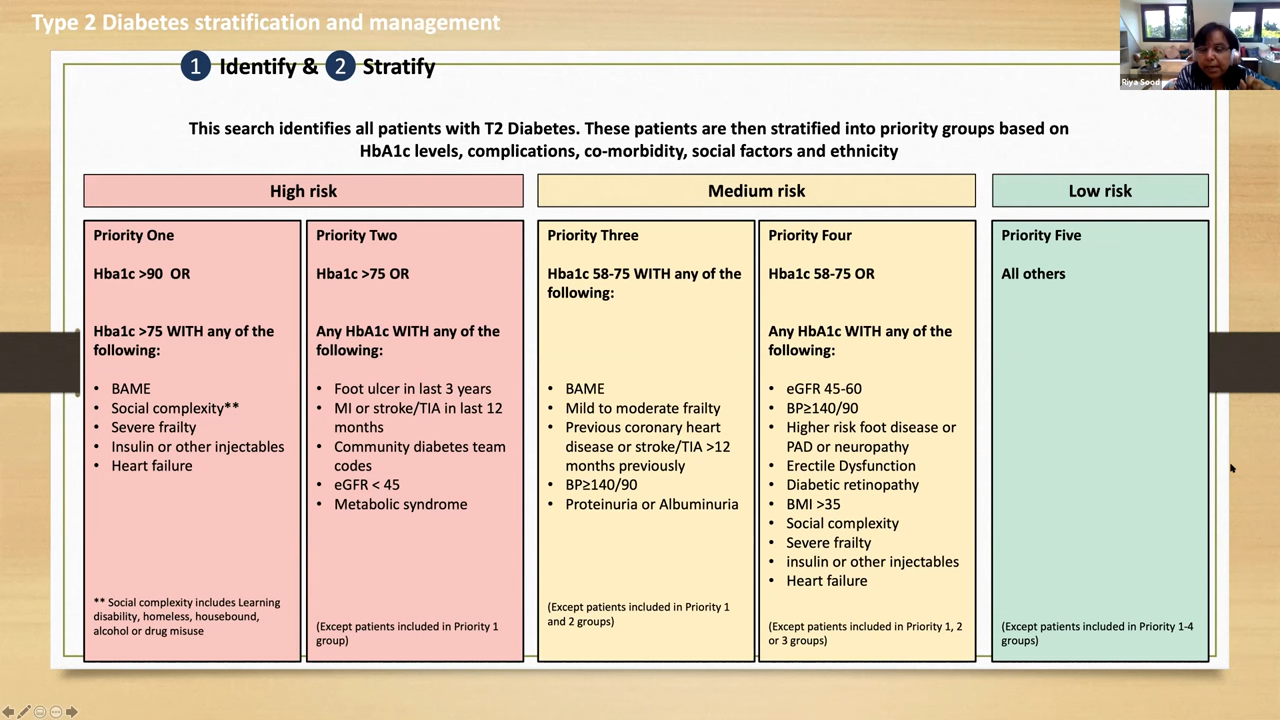 Type 2 Diabetes stratification and management
1 Identify & 2 Stratify
Riya Sood
This search identifies all patients with T2 Diabetes. These patients are then stratified into priority groups based on
HbA1c levels, complications, co-morbidity, social factors and ethnicity
High risk
Medium risk
Low risk
Priority One
Hba1c >90 OR
Hba1c >75 WITH any of the
following:
• BAME
• Social complexity**
• Severe frailty
• Insulin or other injectables
• Heart failure
** Social complexity includes Learning
disability, homeless, housebound,
alcohol or drug misuse
Priority Two
Hba1c >75 OR
Any HbA1c WITH any of the
following:
• Foot ulcer in last 3 years
• MI or stroke/TIA in last 12
months
• Community diabetes team
codes
• eGFR < 45
• Metabolic syndrome
(Except patients included in Priority 1
group)
Priority Three
Hba1c 58-75 WITH any of the
following:
• BAME
• Mild to moderate frailty
• Previous coronary heart
disease or stroke/TIA >12
months previously
• BP≥140/90
• Proteinuria or Albuminuria
(Except patients included in Priority 1
and 2 groups)
Priority Four
Hba1c 58-75 OR
Any HbA1c WITH any of the
following:
• eGFR 45-60
• BP≥140/90
• Higher risk foot disease or
PAD or neuropathy
• Erectile Dysfunction
• Diabetic retinopathy
• BMI >35
• Social complexity
• Severe frailty
• insulin or other injectables
• Heart failure
(Except patients included in Priority 1, 2
or 3 groups)
Priority Five
All others
(Except patients included in Priority 1-4
groups)